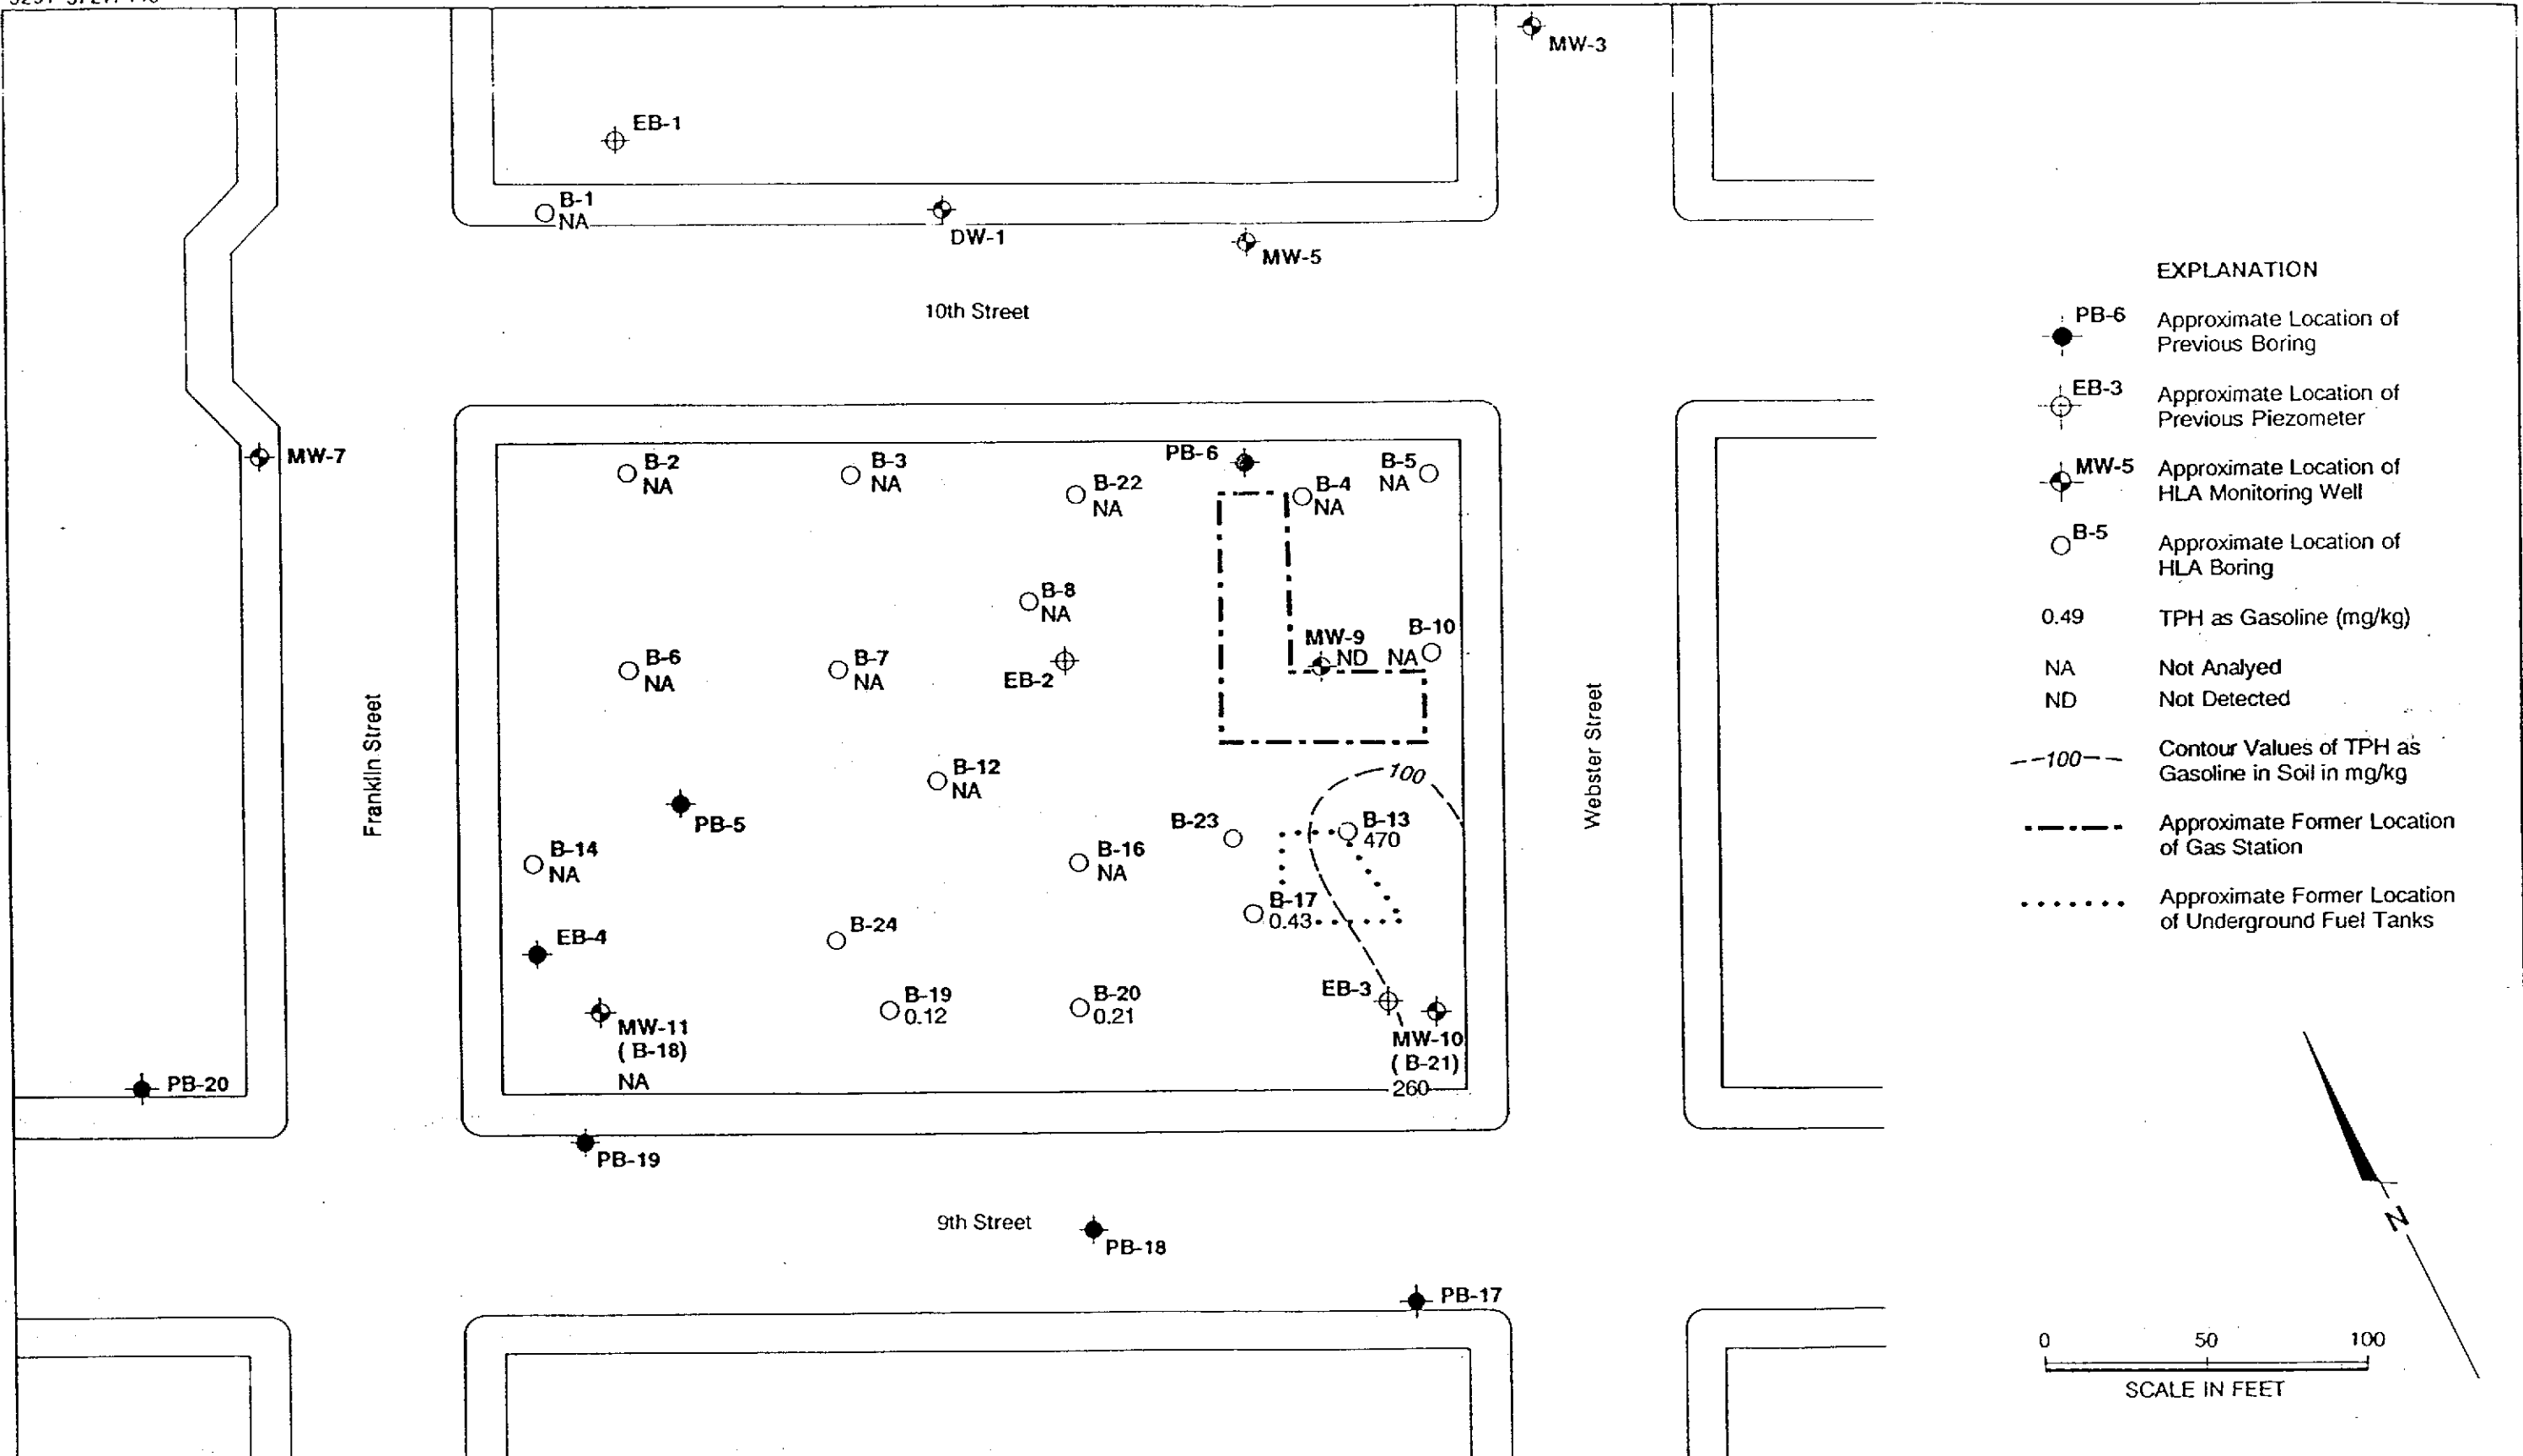 MW-3
EB-1
B-1
NA
DW-1
MW-5
10th Street
MW-7
B-2
NA
B-3
NA
B-22
NA
PB-6
B-4
NA
B-5
NA
B-8
NA
B-6
NA
B-7
NA
EB-2
MW-9
ND
B-10
NA
Franklin Street
Webster Street
B-12
NA
PB-5
100
B-14
NA
B-16
NA
B-23
B-13
470
B-17
0.43
EB-4
B-24
B-19
0.12
B-20
0.21
EB-3
MW-11
( B-18)
NA
MW-10
( B-21)
260
PB-20
PB-19
9th Street
PB-18
PB-17
EXPLANATION
PB-6 Approximate Location of
Previous Boring
EB-3 Approximate Location of
Previous Piezometer
MW-5 Approximate Location of
HLA Monitoring Well
B-5 Approximate Location of
HLA Boring
0.49 TPH as Gasoline (mg/kg)
NA Not Analyed
ND Not Detected
100 Contour Values of TPH as
Gasoline in Soil in mg/kg
Approximate Former Location
of Gas Station
Approximate Former Location
of Underground Fuel Tanks
N
0 50 100
SCALE IN FEET